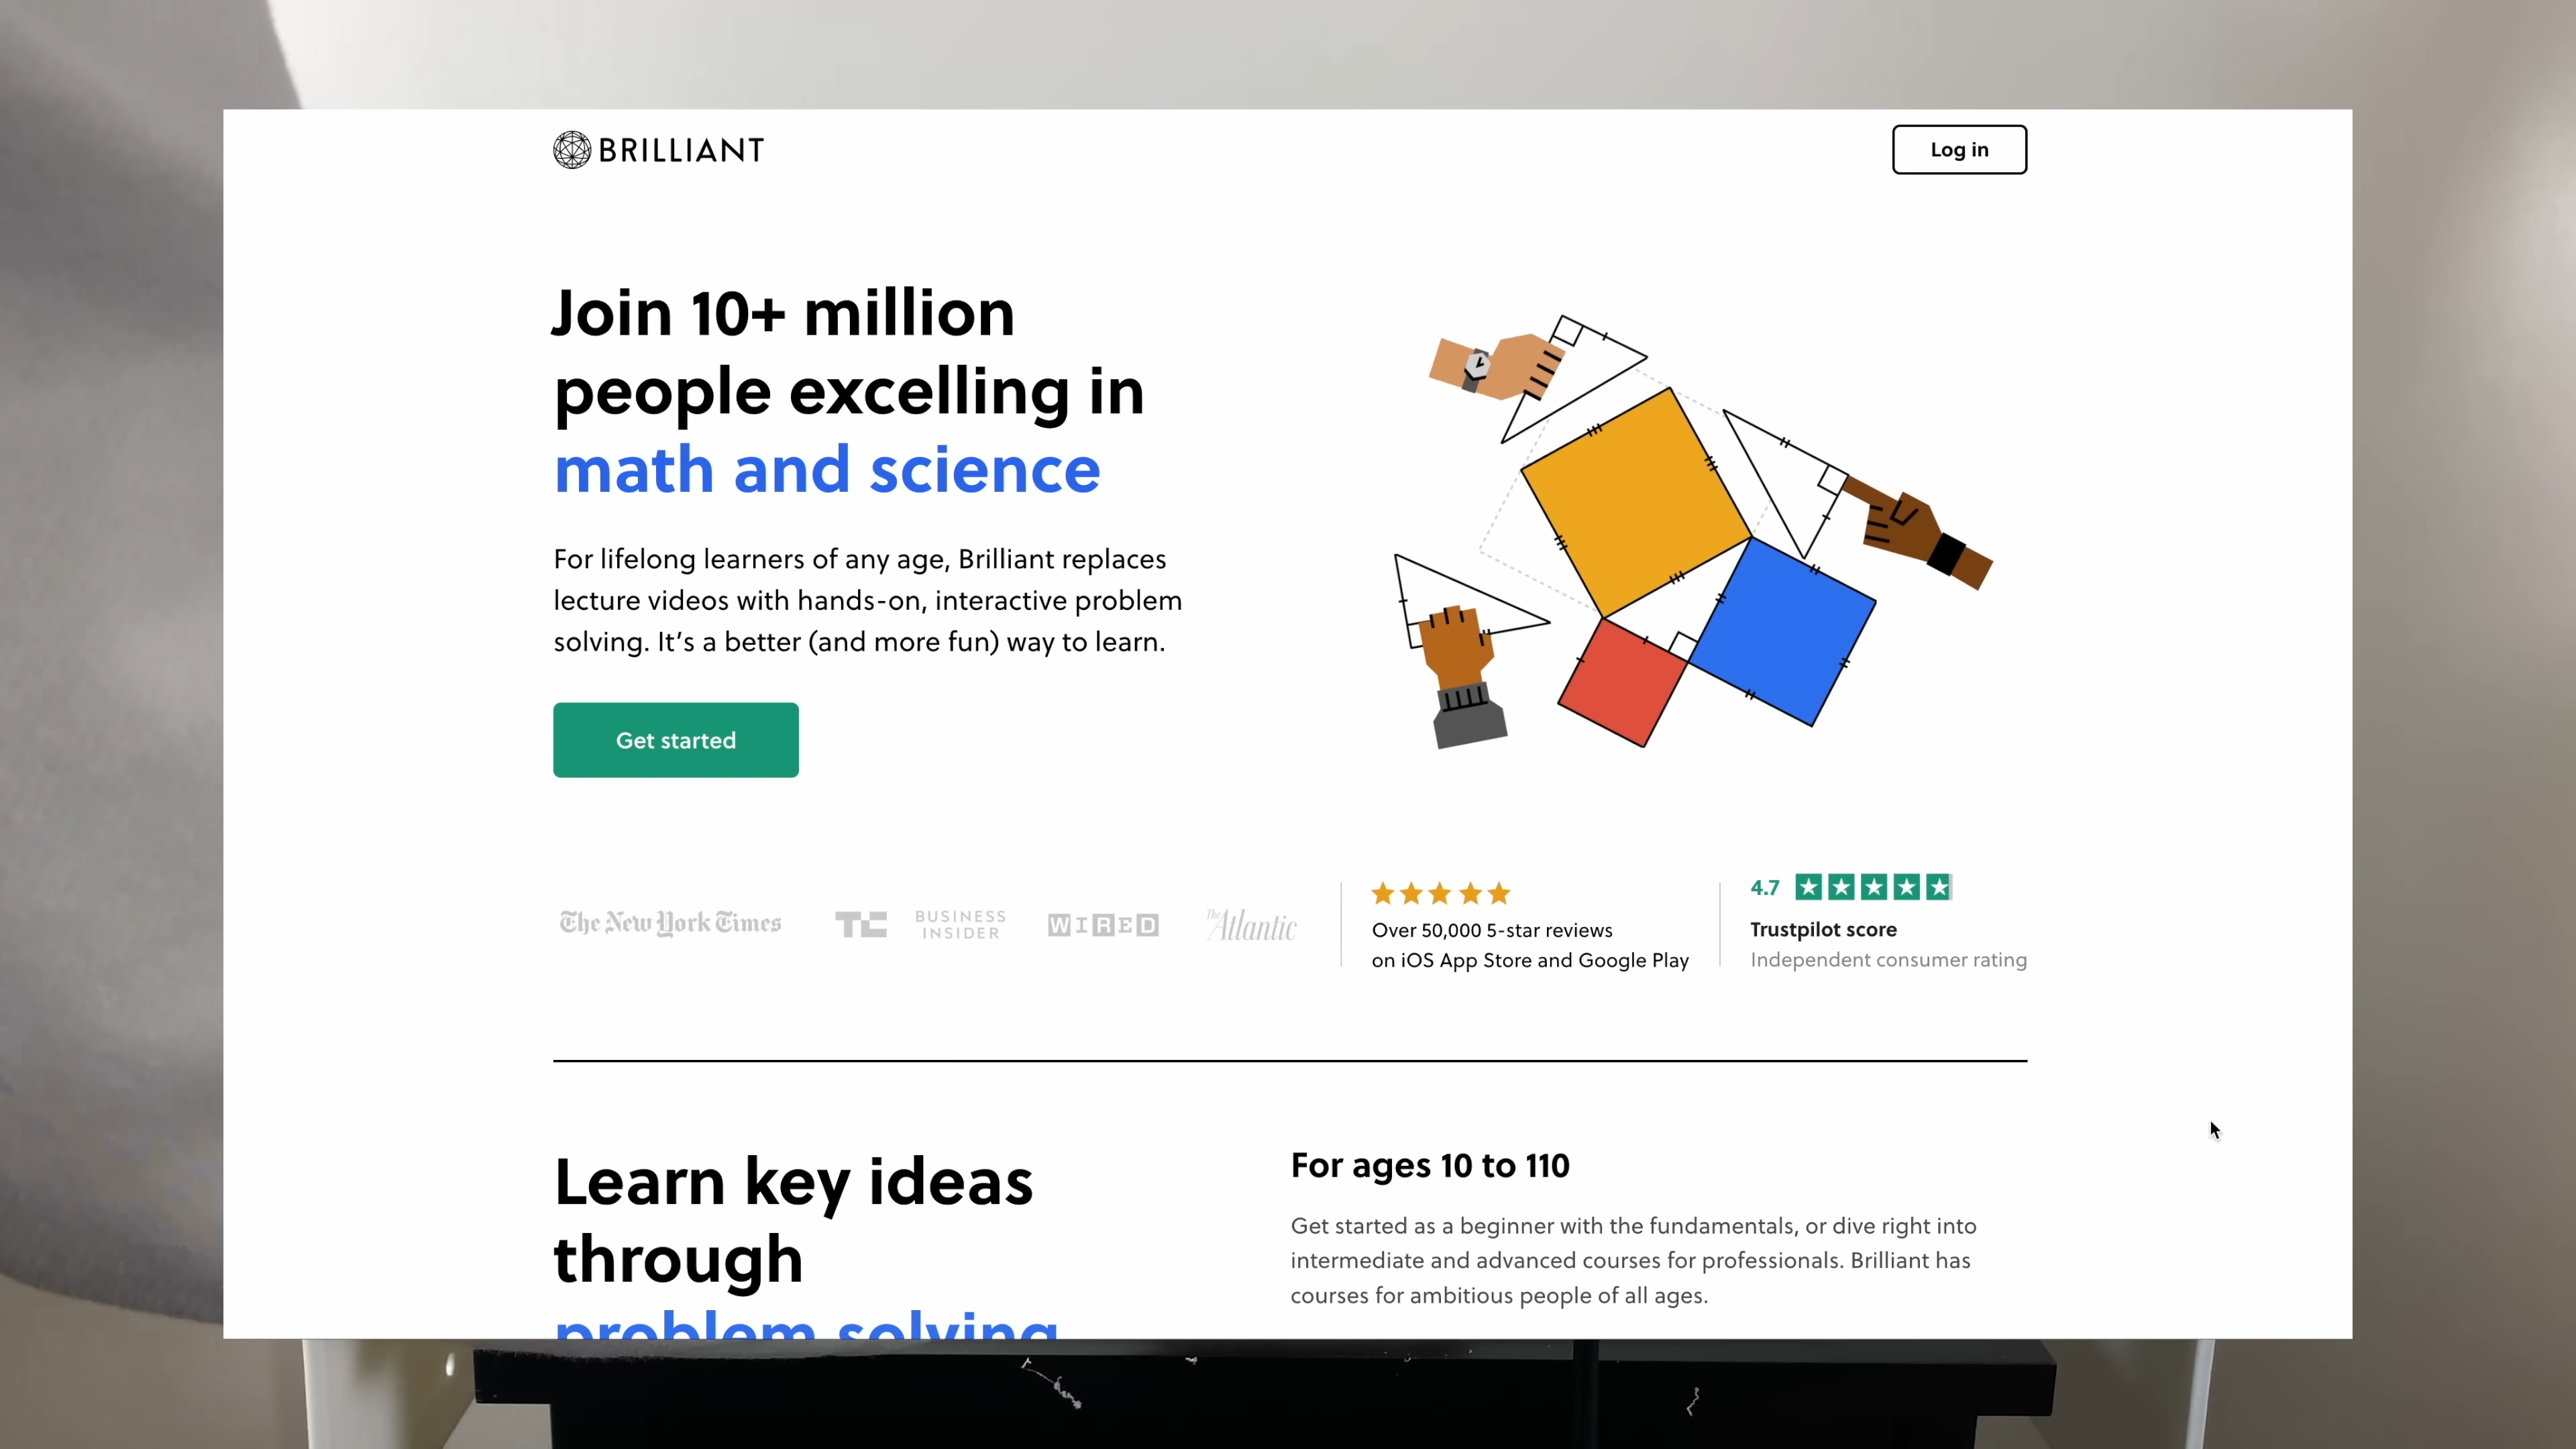 BRILLIANT
Log in
Join 10+ million
people excelling in
math and science
For lifelong learners of any age, Brilliant replaces
lecture videos with hands-on, interactive problem
solving. It's a better (and more fun) way to learn.
Get started
The New York Times
TC
BUSINESS
INSIDER
WIRED
The Atlantic
Over 50,000 5-star reviews
on iOS App Store and Google Play
4.7
Trustpilot score
Independent consumer rating
Learn key ideas
through
problem solving
For ages 10 to 110
Get started as a beginner with the fundamentals, or dive right into
intermediate and advanced courses for professionals. Brilliant has
courses for ambitious people of all ages.